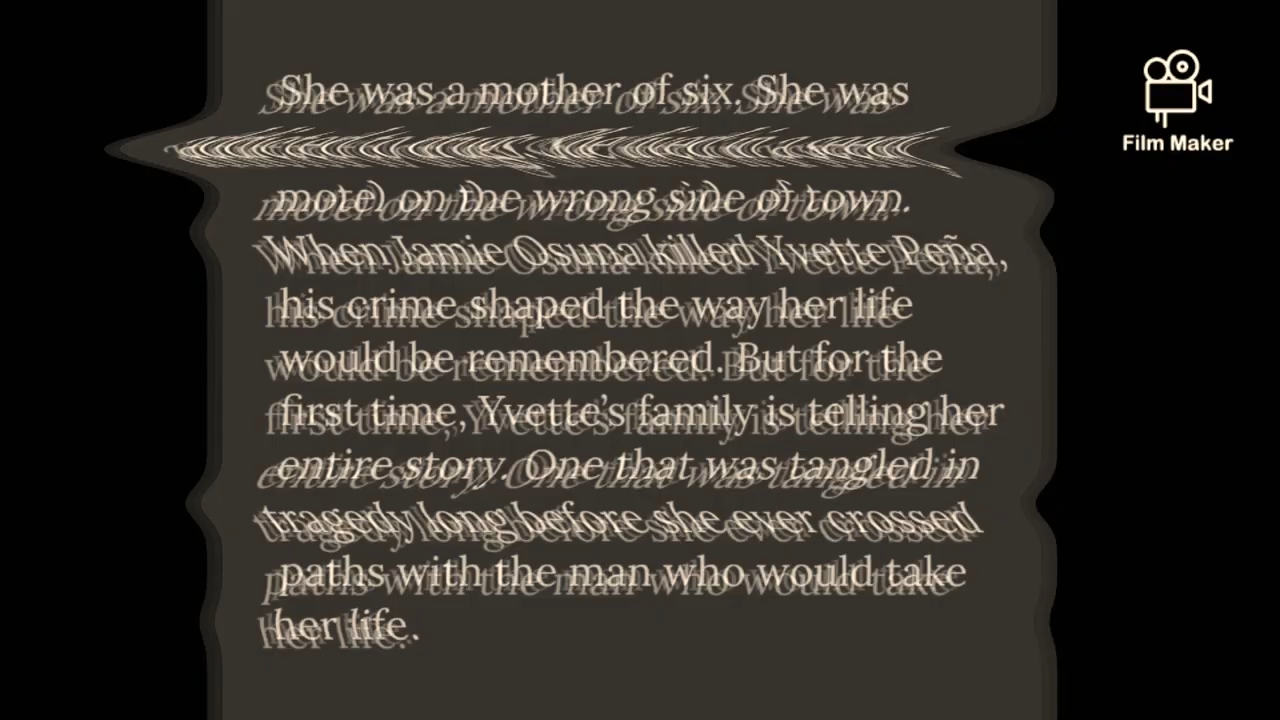 She was a mother of six. She was
motel on the wrong side of town.
When Jamie Osuna killed Yvette Peña,
his crime shaped the way her life
would be remembered. But for the
first time, Yvette’s family is telling her
entire story. One that was tangled in
tragedy long before she ever crossed
paths with the man who would take
her life.
Film Maker